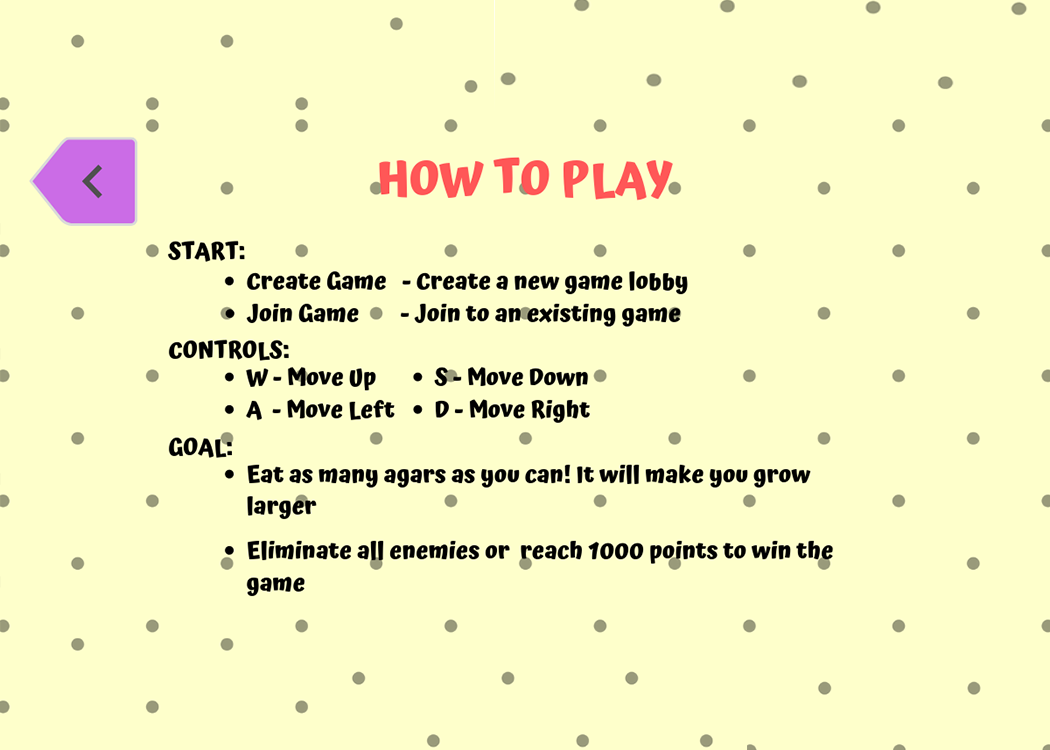 HOW TO PLAY
START:
• Create Game - Create a new game lobby
• Join Game - Join to an existing game
CONTROLS:
• W - Move Up • S - Move Down
• A - Move Left • D - Move Right
GOAL:
• Eat as many agars as you can! It will make you grow
larger
• Eliminate all enemies or reach 1000 points to win the
game